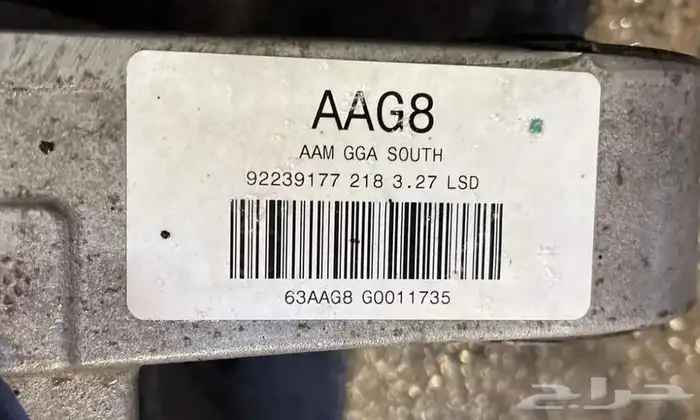 AAG8
AAM GGA SOUTH
92239177 218 3.27 LSD
63AAG8 G0011735
حراج